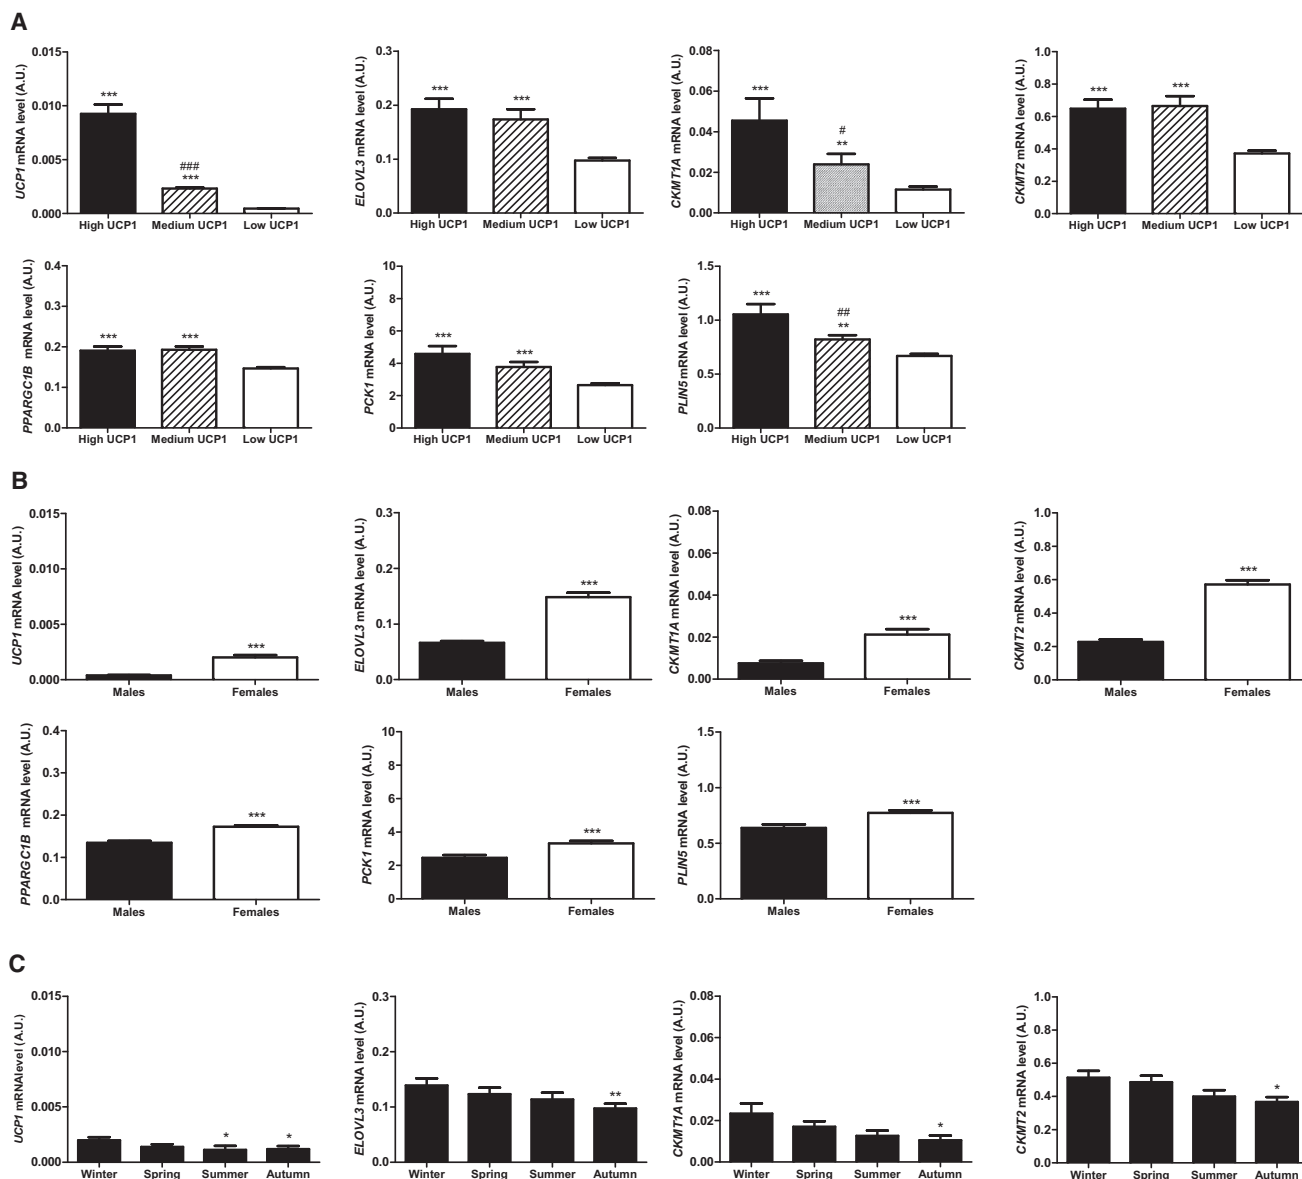 A
UCP1 mRNA level (A.U.)
0.015
0.010
0.005
0.000
***
###
***
High UCP1 Medium UCP1 Low UCP1
ELOVL3 mRNA level (A.U.)
0.3
0.2
0.1
0.0
***
***
High UCP1 Medium UCP1 Low UCP1
CKMT1A mRNA level (A.U.)
0.08
0.06
0.04
0.02
0.00
***
#
**
High UCP1 Medium UCP1 Low UCP1
CKMT2 mRNA level (A.U.)
1.0
0.8
0.6
0.4
0.2
0.0
***
***
High UCP1 Medium UCP1 Low UCP1
PPARGC1B mRNA level (A.U.)
0.4
0.3
0.2
0.1
0.0
***
***
High UCP1 Medium UCP1 Low UCP1
PCK1 mRNA level (A.U.)
10
8
6
4
2
0
***
***
High UCP1 Medium UCP1 Low UCP1
PLIN5 mRNA level (A.U.)
1.5
1.0
0.5
0.0
***
##
**
High UCP1 Medium UCP1 Low UCP1
B
UCP1 mRNA level (A.U.)
0.015
0.010
0.005
0.000
***
Males Females
ELOVL3 mRNA level (A.U.)
0.3
0.2
0.1
0.0
***
Males Females
CKMT1A mRNA level (A.U.)
0.08
0.06
0.04
0.02
0.00
***
Males Females
CKMT2 mRNA level (A.U.)
1.0
0.8
0.6
0.4
0.2
0.0
***
Males Females
PPARGC1B mRNA level (A.U.)
0.4
0.3
0.2
0.1
0.0
***
Males Females
PCK1 mRNA level (A.U.)
10
8
6
4
2
0
***
Males Females
PLIN5 mRNA level (A.U.)
1.5
1.0
0.5
0.0
***
Males Females
C
UCP1 mRNAlevel (A.U.)
0.015
0.010
0.005
0.000
*
*
Winter Spring Summer Autumn
ELOVL3 mRNA level (A.U.)
0.3
0.2
0.1
0.0
**
Winter Spring Summer Autumn
CKMT1A mRNA level (A.U.)
0.08
0.06
0.04
0.02
0.00
*
Winter Spring Summer Autumn
CKMT2 mRNA level (A.U.)
1.0
0.8
0.6
0.4
0.2
0.0
*
Winter Spring Summer Autumn